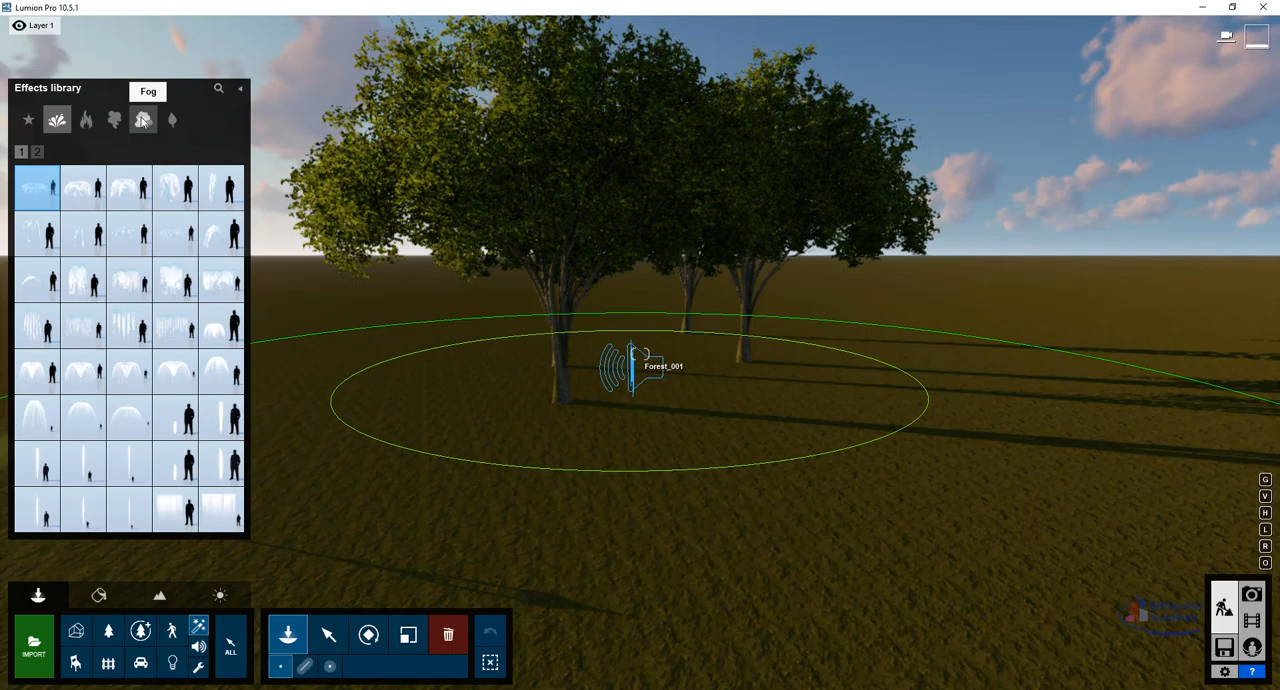 Lumion Pro 10.5.1
Layer 1
Effects library
Fog
1 2
Forest_001
G
V
H
L
R
O
IMPORT
ALL
?